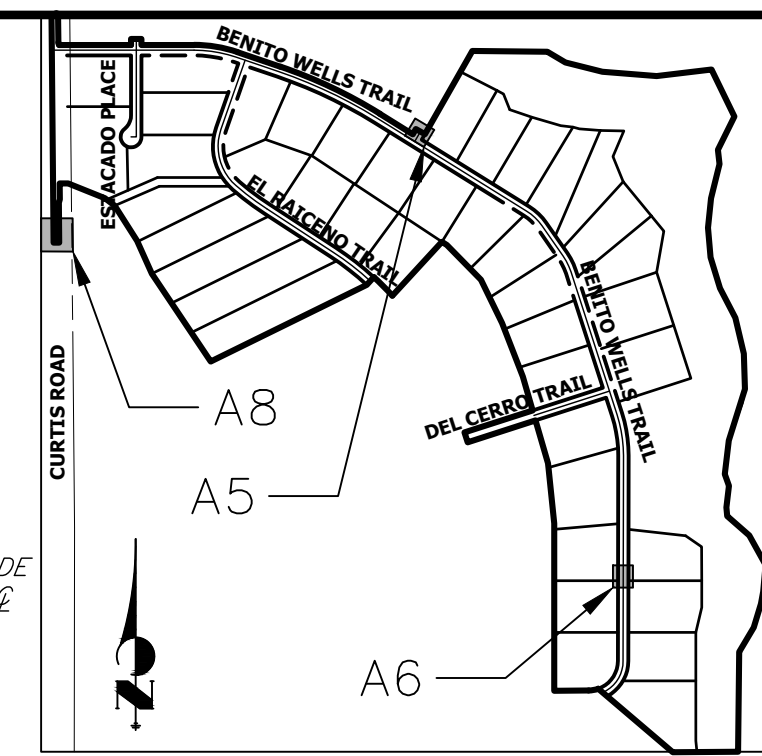 BENITO WELLS TRAIL
ESTACADO PLACE
EL RAICENO TRAIL
BENITO WELLS TRAIL
CURTIS ROAD
A8
DEL CERRO TRAIL
A5
DE
℄
A6
N